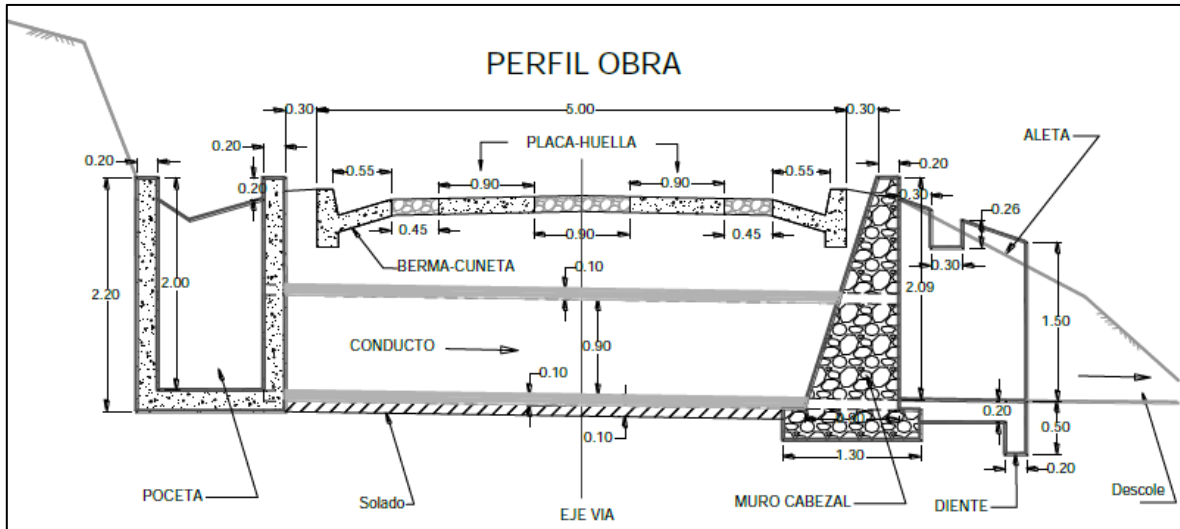 PERFIL OBRA
0.30
5.00
0.30
ALETA
0.20
PLACA-HUELLA
0.20
0.20
0.55
0.90
0.90
0.55
0.20
0.30
0.26
0.45
0.90
0.45
0.30
BERMA-CUNETA
0.10
2.20
2.00
2.09
1.50
CONDUCTO
0.90
0.10
0.20
0.50
0.10
1.30
0.20
POCETA
Solado
EJE VIA
MURO CABEZAL
DIENTE
Descole